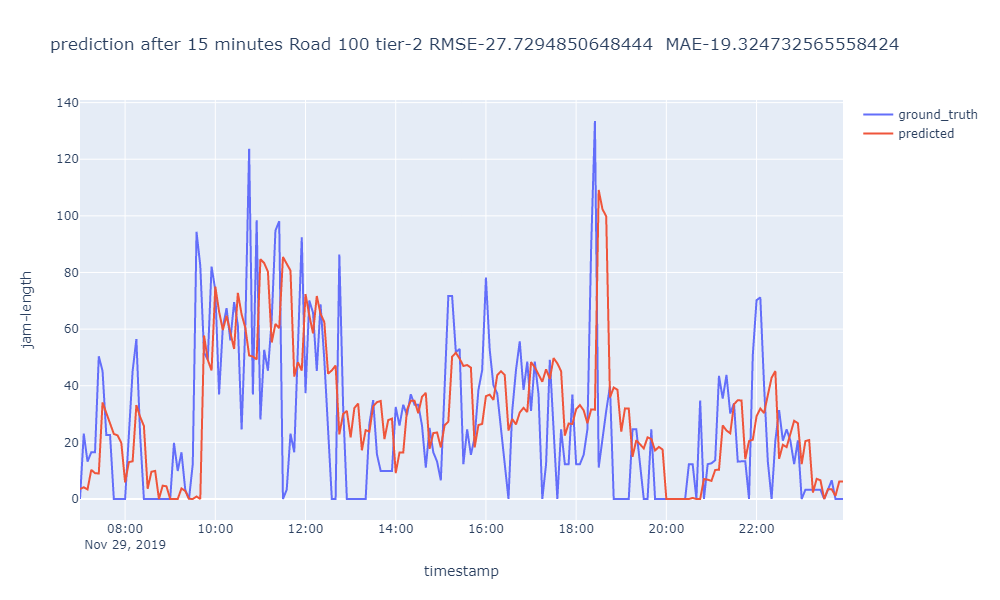 prediction after 15 minutes Road 100 tier-2 RMSE-27.7294850648444  MAE-19.324732565558424
140
120
100
80
60
40
20
0
jam-length
08:00 10:00 12:00 14:00 16:00 18:00 20:00 22:00
Nov 29, 2019
timestamp
ground_truth
predicted